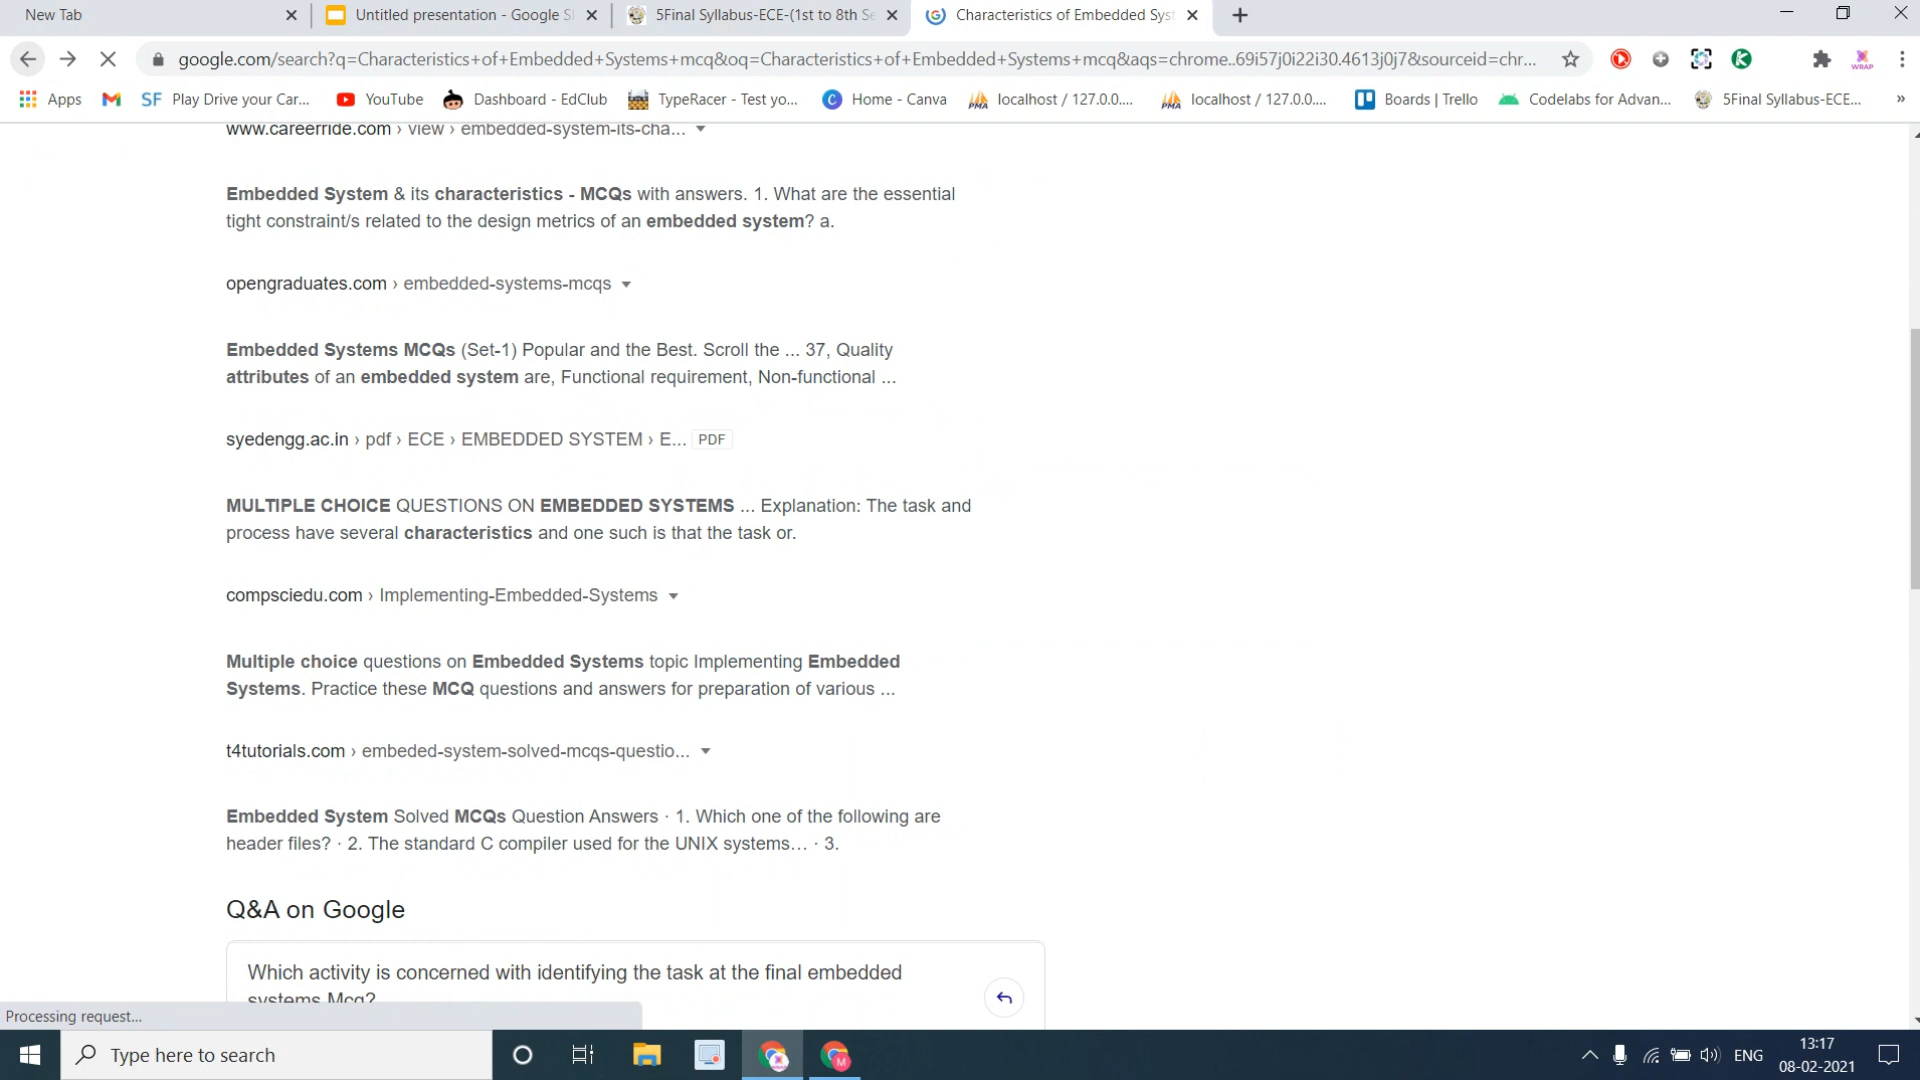 New Tab
Untitled presentation - Google Sl
5Final Syllabus-ECE-(1st to 8th Se
Characteristics of Embedded Syst
google.com/search?q=Characteristics+of+Embedded+Systems+mcq&oq=Characteristics+of+Embedded+Systems+mcq&aqs=chrome..69i57j0i22i30.4613j0j7&sourceid=chr...
WRAP
Apps
SF Play Drive your Car...
YouTube
Dashboard - EdClub
TypeRacer - Test yo...
Home - Canva
localhost / 127.0.0....
localhost / 127.0.0....
Boards | Trello
Codelabs for Advan...
5Final Syllabus-ECE...
»
www.careerride.com › view › embedded-system-its-cha...
Embedded System & its characteristics - MCQs with answers. 1. What are the essential
tight constraint/s related to the design metrics of an embedded system? a.
opengraduates.com › embedded-systems-mcqs
Embedded Systems MCQs (Set-1) Popular and the Best. Scroll the ... 37, Quality
attributes of an embedded system are, Functional requirement, Non-functional ...
syedengg.ac.in › pdf › ECE › EMBEDDED SYSTEM › E... PDF
MULTIPLE CHOICE QUESTIONS ON EMBEDDED SYSTEMS ... Explanation: The task and
process have several characteristics and one such is that the task or.
compsciedu.com › Implementing-Embedded-Systems
Multiple choice questions on Embedded Systems topic Implementing Embedded
Systems. Practice these MCQ questions and answers for preparation of various ...
t4tutorials.com › embeded-system-solved-mcqs-questio...
Embedded System Solved MCQs Question Answers · 1. Which one of the following are
header files? · 2. The standard C compiler used for the UNIX systems… · 3.
Q&A on Google
Which activity is concerned with identifying the task at the final embedded
systems Mcq?
Processing request...
Type here to search
ENG
13:17
08-02-2021